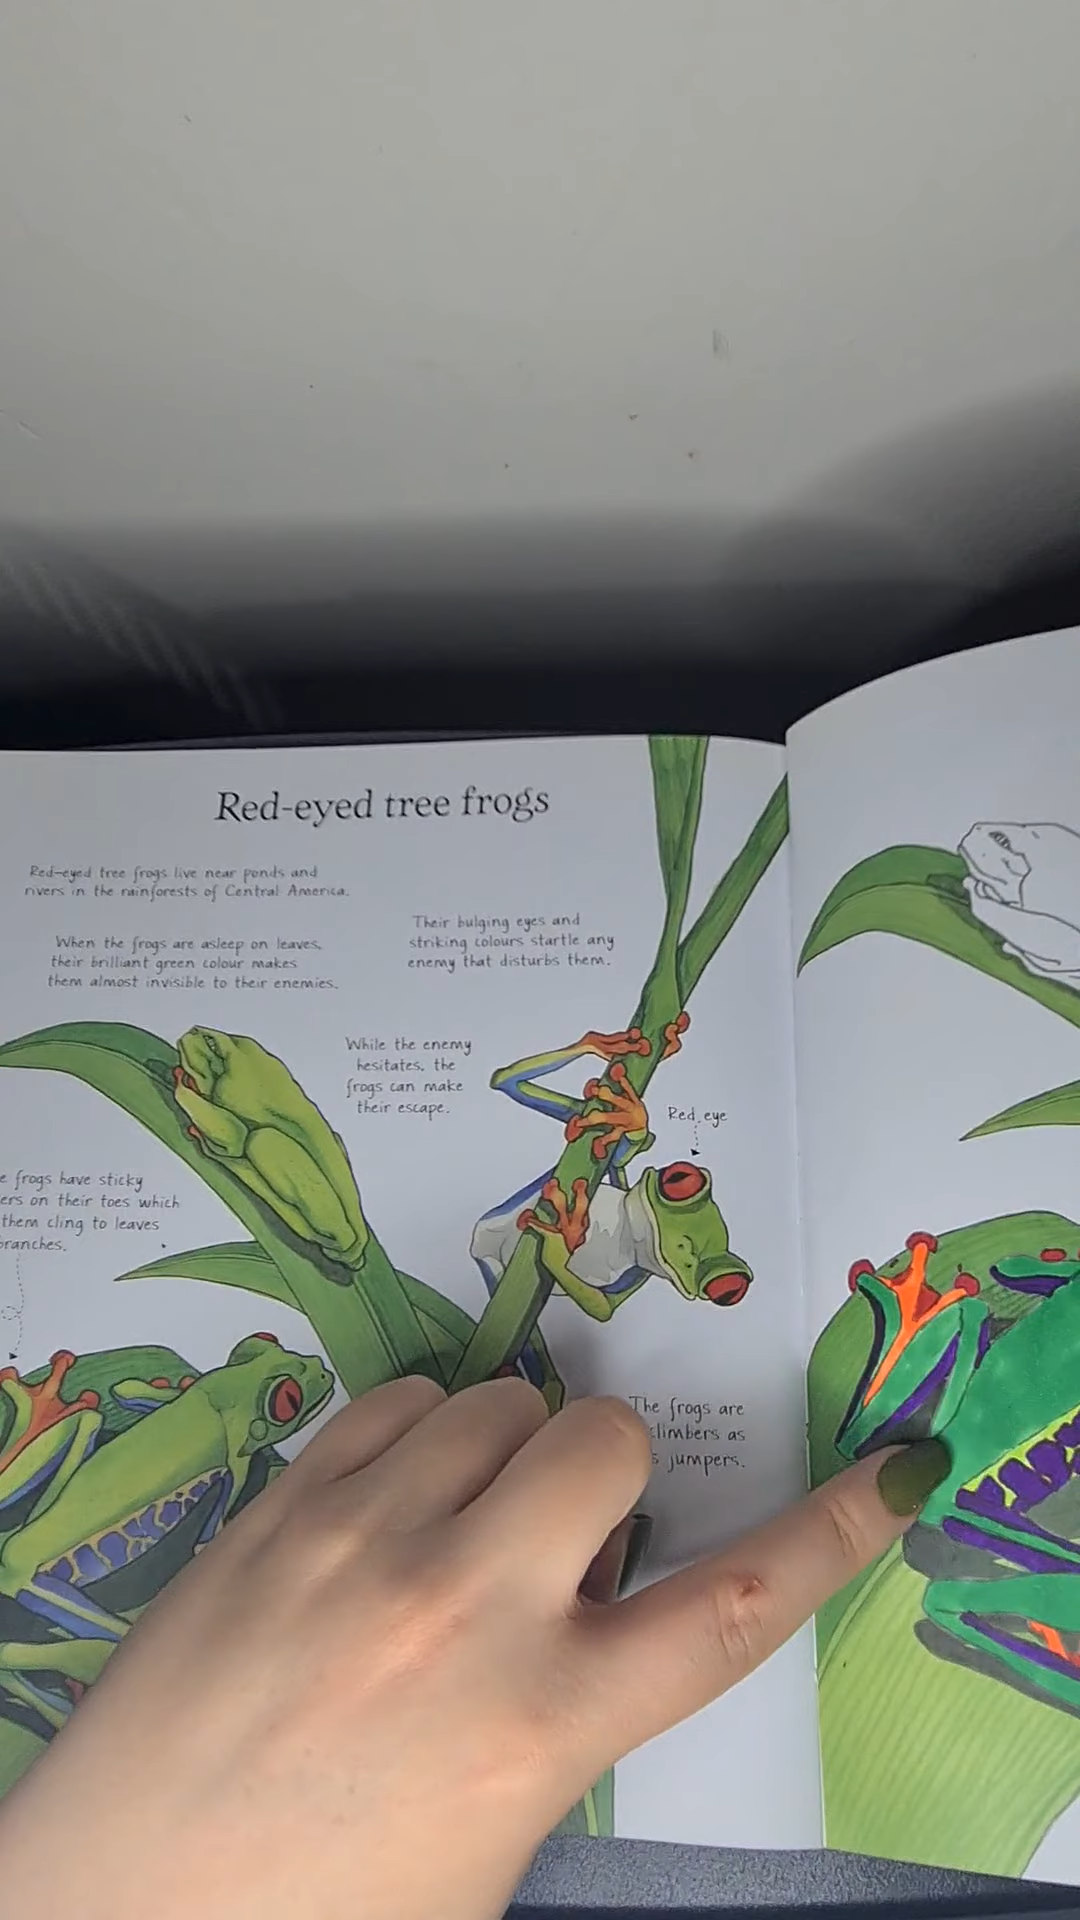 Red-eyed tree frogs
Red-eyed tree frogs live near ponds and
rivers in the rainforests of Central America.
When the frogs are asleep on leaves,
their brilliant green colour makes
them almost invisible to their enemies.
Their bulging eyes and
striking colours startle any
enemy that disturbs them.
While the enemy
hesitates, the
frogs can make
their escape.
Red eye
frogs have sticky
on their toes which
them cling to leaves
branches.
The frogs are
climbers as
jumpers.